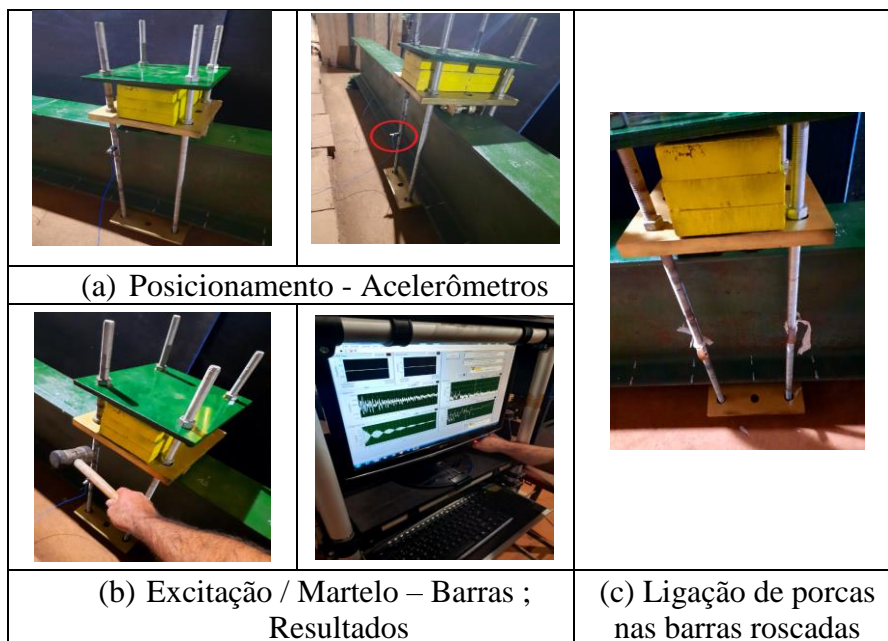 (a) Posicionamento - Acelerômetros
(b) Excitação / Martelo – Barras ;
Resultados
(c) Ligação de porcas
nas barras roscadas